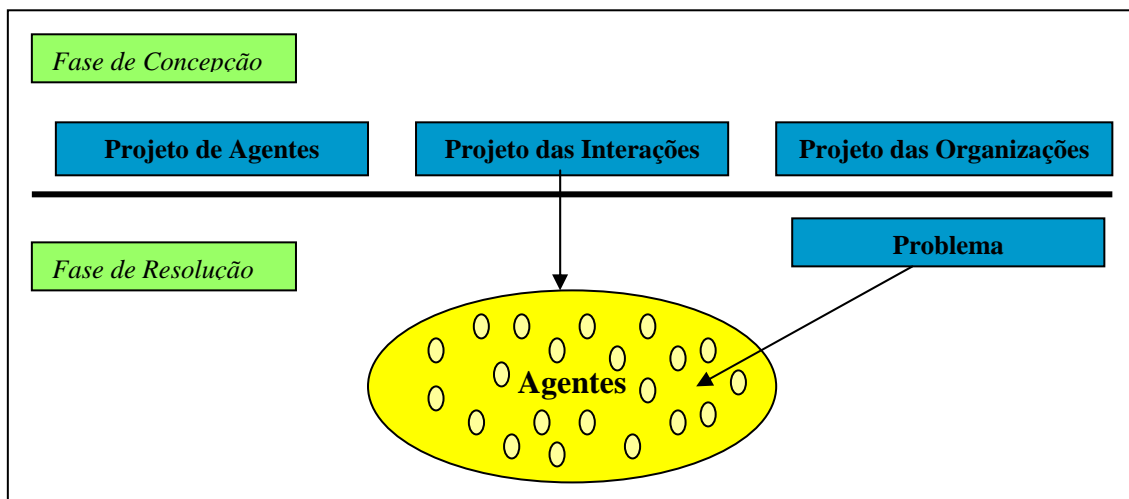 Fase de Concepção
Projeto de Agentes
Projeto das Interações
Projeto das Organizações
Problema
Fase de Resolução
Agentes